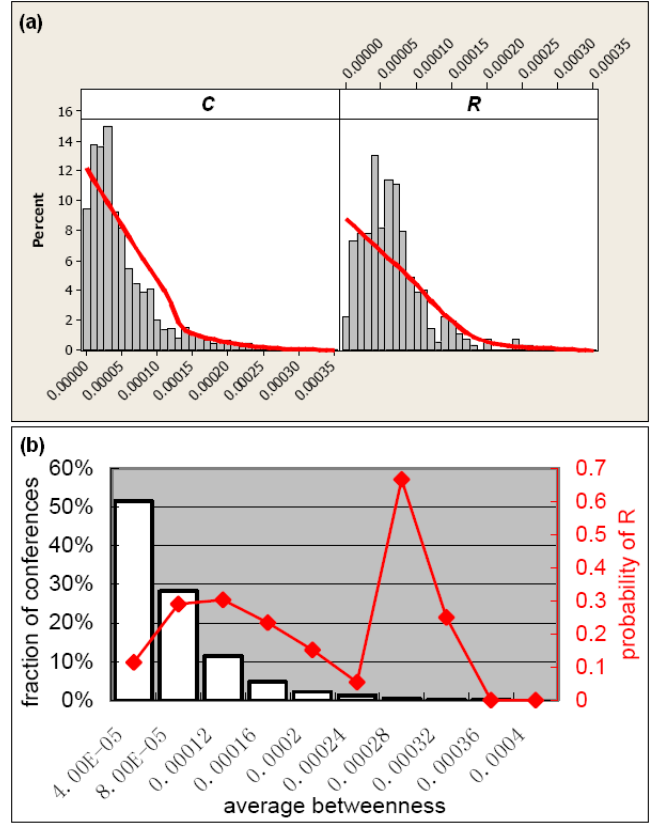 (a)
0.00000 0.00005 0.00010 0.00015 0.00020 0.00025 0.00030 0.00035
C R
16
14
12
10
8
6
4
2
0
Percent
0.00000 0.00005 0.00010 0.00015 0.00020 0.00025 0.00030 0.00035
(b)
60%
50%
40%
30%
20%
10%
0%
fraction of conferences
0.7
0.6
0.5
0.4
0.3
0.2
0.1
0
probability of R
4.00E-05 8.00E-05 0.00012 0.00016 0.0002 0.00024 0.00028 0.00032 0.00036 0.0004
average betweenness